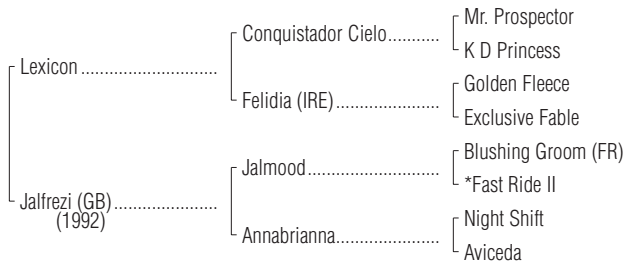 Mr. Prospector
Conquistador Cielo...........
K D Princess
Lexicon .............................
Golden Fleece
Felidia (IRE)......................
Exclusive Fable
Blushing Groom (FR)
Jalmood............................
*Fast Ride II
Jalfrezi (GB)......................
(1992)
Night Shift
Annabrianna......................
Aviceda